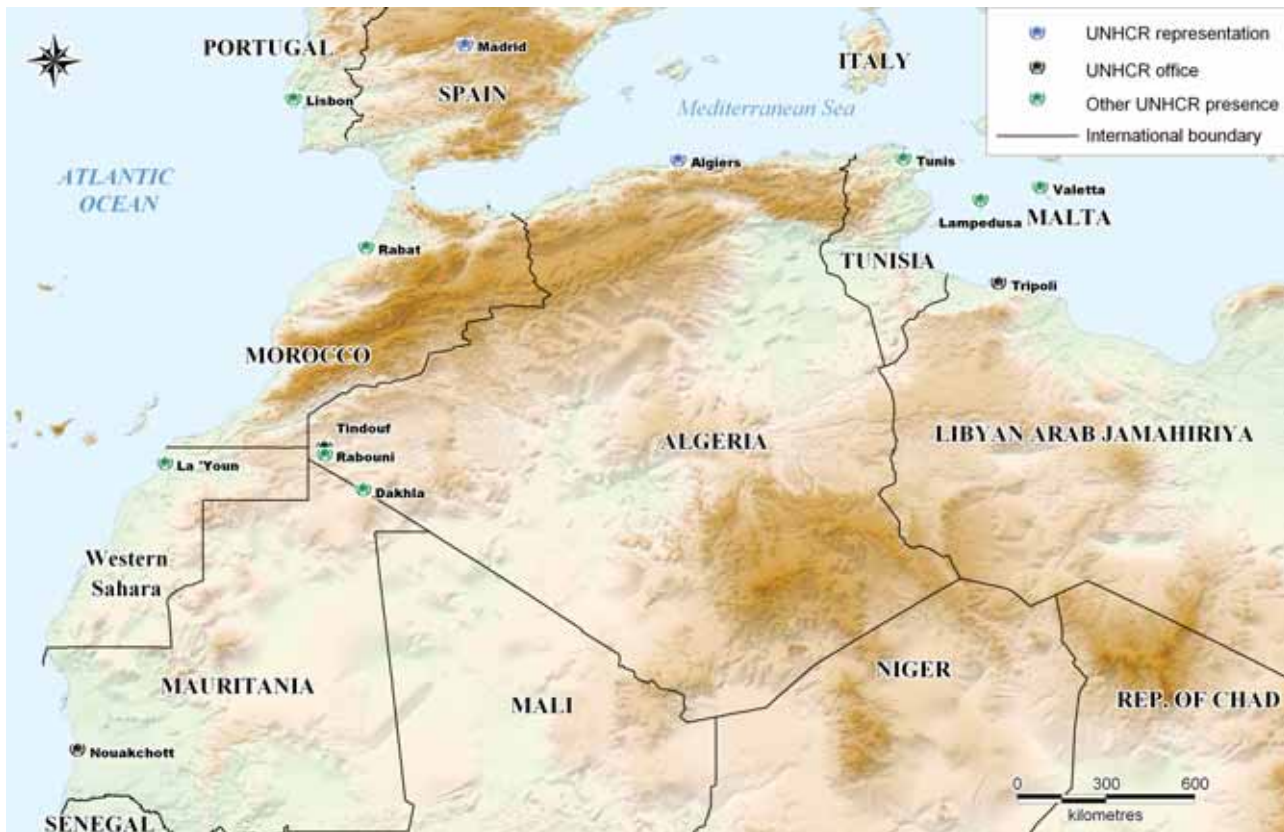 PORTUGAL
Madrid
ITALY
UNHCR representation
UNHCR office
Other UNHCR presence
International boundary
Lisbon
SPAIN
Mediterranean Sea
ATLANTIC
OCEAN
Algiers
Tunis
Valetta
Lampedusa
MALTA
Rabat
TUNISIA
Tripoli
MOROCCO
Tindouf
Rabouni
La 'Youn
Dakhla
ALGERIA
LIBYAN ARAB JAMAHIRIYA
Western
Sahara
MAURITANIA
MALI
NIGER
REP. OF CHAD
Nouakchott
SENEGAL
0 300 600
kilometres